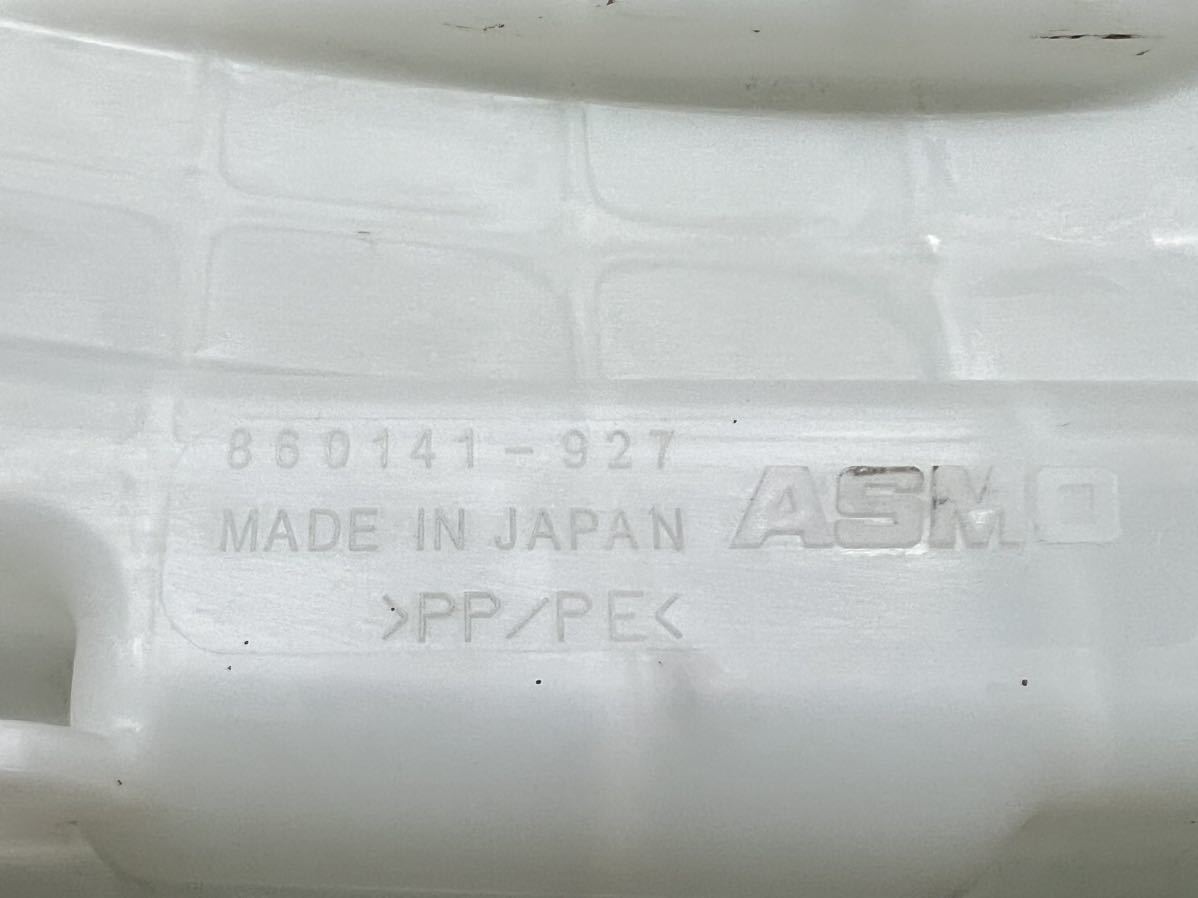 860141-927
MADE IN JAPAN
ASMO
>PP/PE<